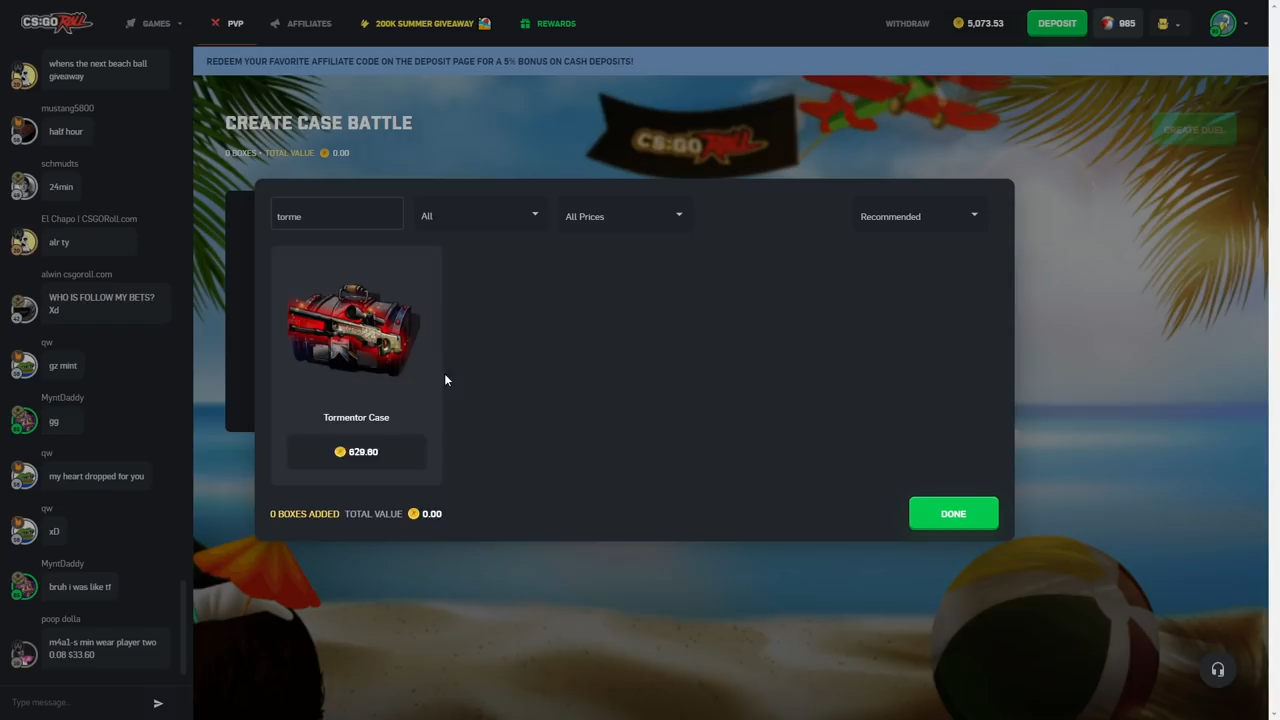 CS:GO ROLL
GAMES
PVP
AFFILIATES
200K SUMMER GIVEAWAY
REWARDS
WITHDRAW
5,073.53
DEPOSIT
985
REDEEM YOUR FAVORITE AFFILIATE CODE ON THE DEPOSIT PAGE FOR A 5% BONUS ON CASH DEPOSITS!
whens the next beach ball
giveaway
mustang5800
half hour
schmudts
24min
El Chapo I CSGORoll.com
alr ty
alwin csgoroll.com
WHO IS FOLLOW MY BETS?
Xd
qw
gz mint
MyntDaddy
gg
qw
my heart dropped for you
qw
xD
MyntDaddy
bruh i was like tf
poop dolla
m4a1-s min wear player two
0.08 $33.60
Type message...
CREATE CASE BATTLE
0 BOXES • TOTAL VALUE 0.00
CS:GO ROLL
CREATE DUEL
torme
All
All Prices
Recommended
Tormentor Case
629.60
0 BOXES ADDED TOTAL VALUE 0.00
DONE